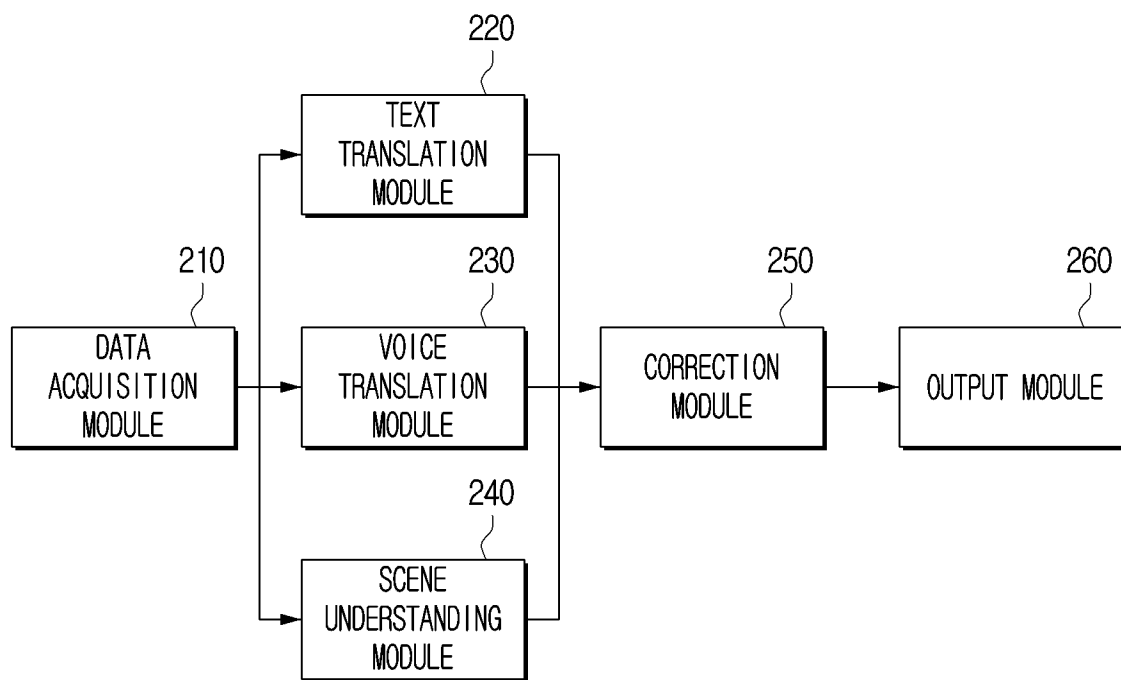 220
TEXT
TRANSLATION
MODULE
210
DATA
ACQUISITION
MODULE
230
VOICE
TRANSLATION
MODULE
250
CORRECTION
MODULE
260
OUTPUT MODULE
240
SCENE
UNDERSTANDING
MODULE